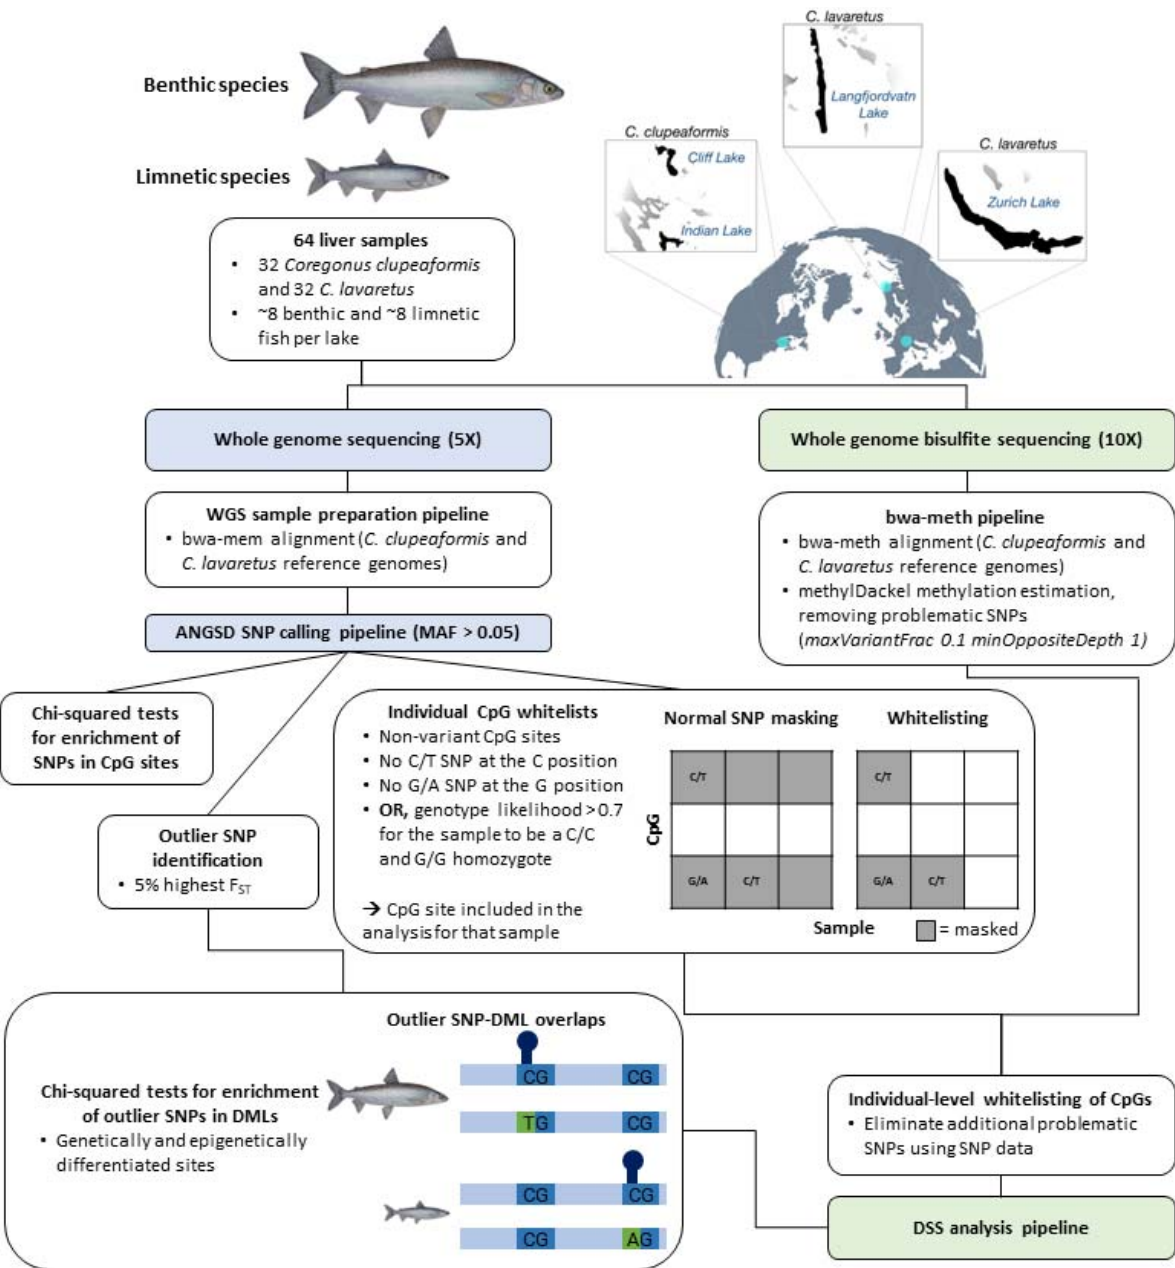 Benthic species
Limnetic species
C. lavaretus
Langfjordvatn
Lake
C. clupeaformis
Cliff Lake
Indian Lake
C. lavaretus
Zurich Lake
64 liver samples
• 32 Coregonus clupeaformis
and 32 C. lavaretus
• ~8 benthic and ~8 limnetic
fish per lake
Whole genome sequencing (5X)
Whole genome bisulfite sequencing (10X)
WGS sample preparation pipeline
• bwa-mem alignment (C. clupeaformis and
C. lavaretus reference genomes)
bwa-meth pipeline
• bwa-meth alignment (C. clupeaformis and
C. lavaretus reference genomes)
• methylDackel methylation estimation,
removing problematic SNPs
(maxVariantFrac 0.1 minOppositeDepth 1)
ANGSD SNP calling pipeline (MAF > 0.05)
Chi-squared tests
for enrichment of
SNPs in CpG sites
Outlier SNP
identification
• 5% highest FST
Individual CpG whitelists
• Non-variant CpG sites
• No C/T SNP at the C position
• No G/A SNP at the G position
• OR, genotype likelihood > 0.7
for the sample to be a C/C
and G/G homozygote
→ CpG site included in the
analysis for that sample
Normal SNP masking
Whitelisting
CpG
C/T
G/A
C/T
C/T
G/A
C/T
Sample
= masked
Outlier SNP-DML overlaps
Chi-squared tests for enrichment
of outlier SNPs in DMLs
• Genetically and epigenetically
differentiated sites
CG CG
TG CG
CG CG
CG AG
Individual-level whitelisting of CpGs
• Eliminate additional problematic
SNPs using SNP data
DSS analysis pipeline